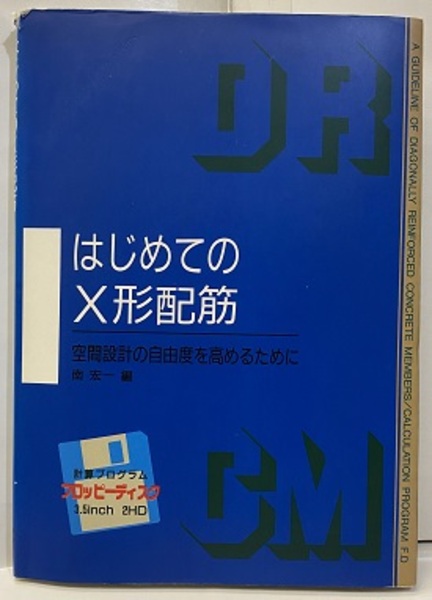 DR
はじめての
X形配筋
空間設計の自由度を高めるために
南 宏一 編
計算プログラム
フロッピーディスク
3.5inch 2HD
CM
A GUIDELINE OF DIAGONALLY REINFORCED CONCRETE MEMBERS/CALCULATION PROGRAM F.D